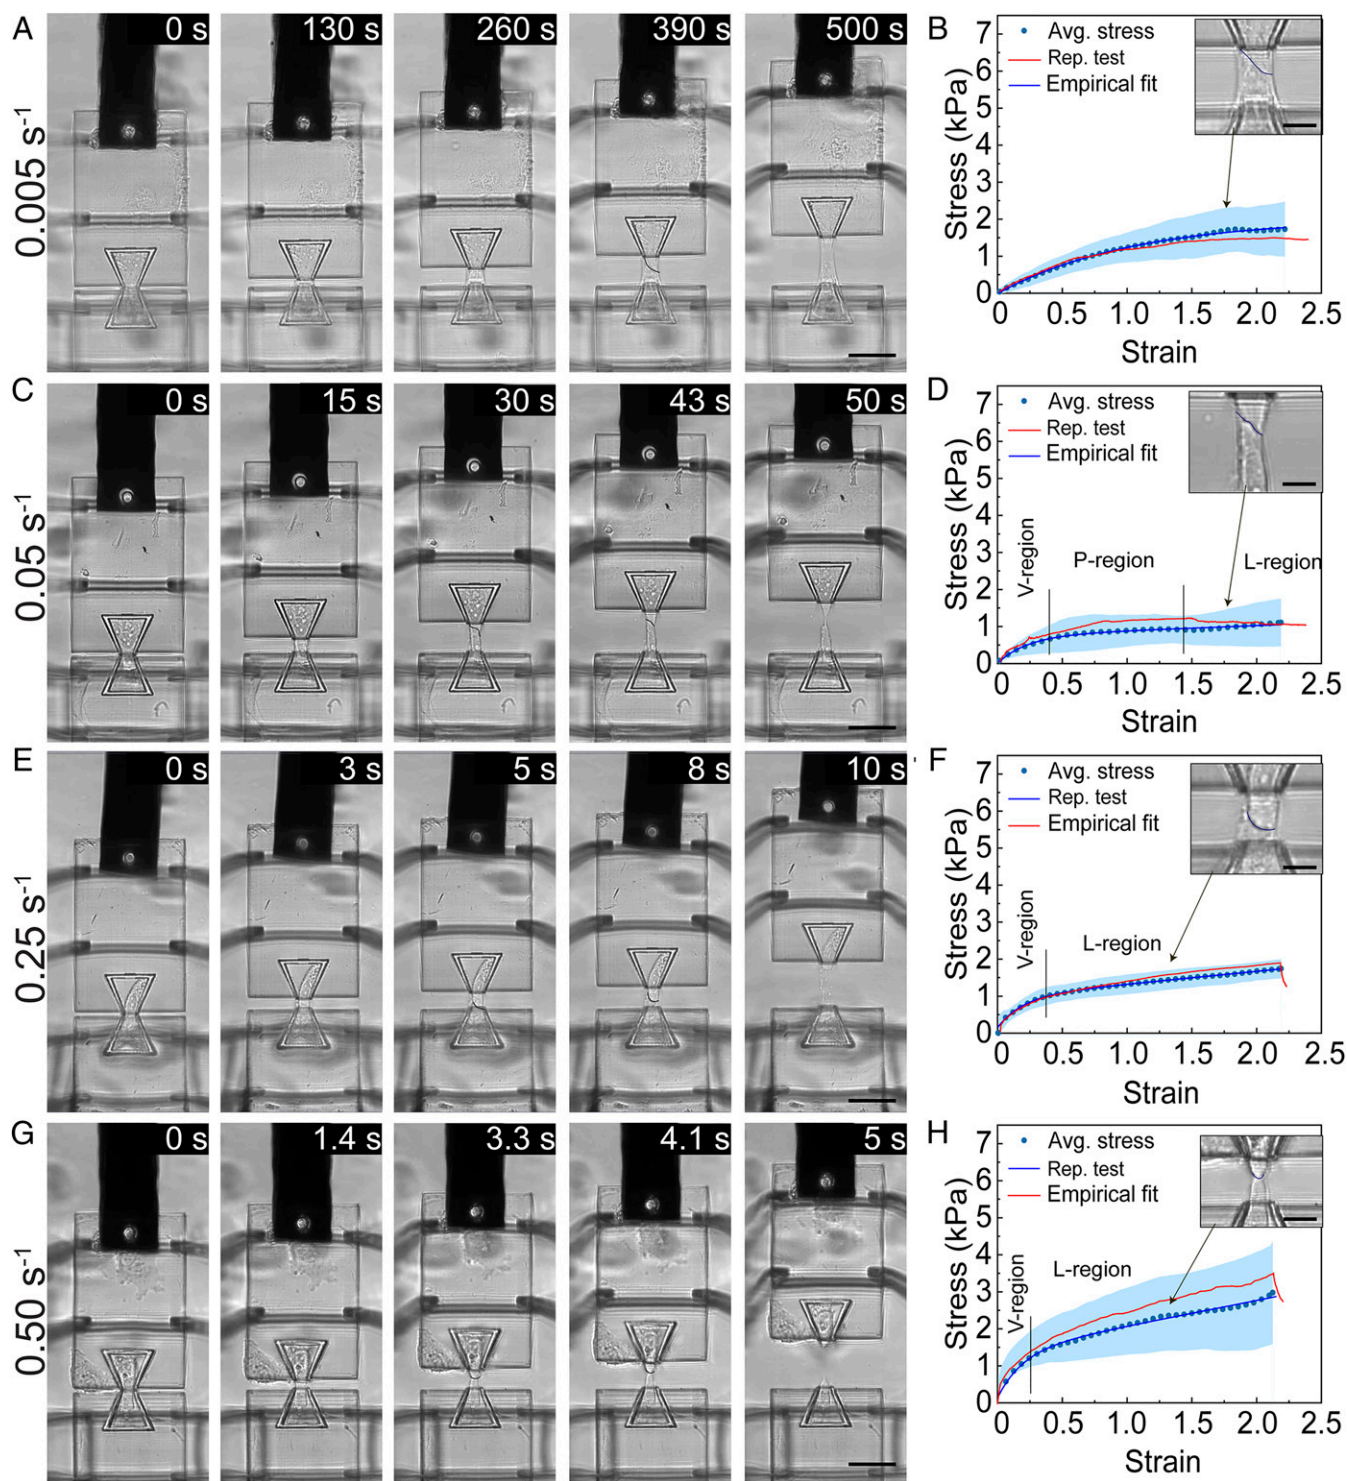 A
0 s
130 s
260 s
390 s
500 s
0.005 s⁻¹
B
7
6
5
4
3
2
1
0
Stress (kPa)
Avg. stress
Rep. test
Empirical fit
0 0.5 1.0 1.5 2.0 2.5
Strain
C
0 s
15 s
30 s
43 s
50 s
0.05 s⁻¹
D
7
6
5
4
3
2
1
0
Stress (kPa)
Avg. stress
Rep. test
Empirical fit
V-region
P-region
L-region
0 0.5 1.0 1.5 2.0 2.5
Strain
E
0 s
3 s
5 s
8 s
10 s
0.25 s⁻¹
F
7
6
5
4
3
2
1
0
Stress (kPa)
Avg. stress
Rep. test
Empirical fit
V-region
L-region
0 0.5 1.0 1.5 2.0 2.5
Strain
G
0 s
1.4 s
3.3 s
4.1 s
5 s
0.50 s⁻¹
H
7
6
5
4
3
2
1
0
Stress (kPa)
Avg. stress
Rep. test
Empirical fit
V-region
L-region
0 0.5 1.0 1.5 2.0 2.5
Strain